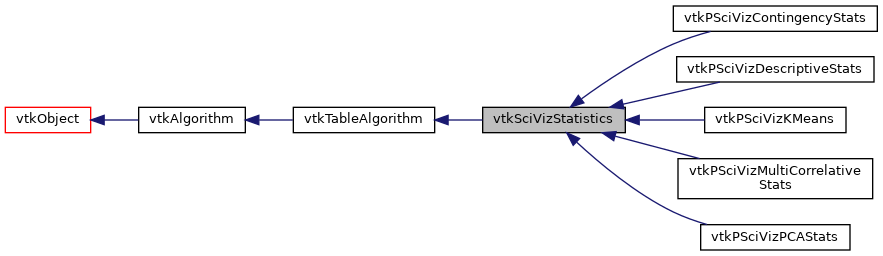 vtkPSciVizContingencyStats
vtkPSciVizDescriptiveStats
vtkObject
vtkAlgorithm
vtkTableAlgorithm
vtkSciVizStatistics
vtkPSciVizKMeans
vtkPSciVizMultiCorrelative
Stats
vtkPSciVizPCAStats